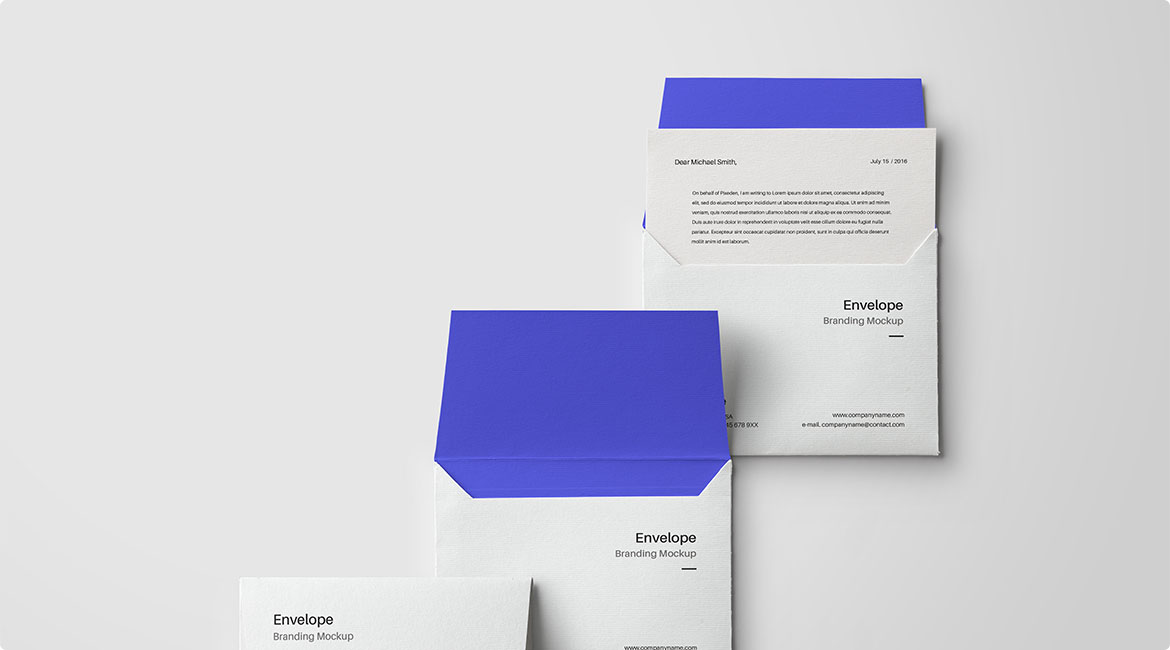 Dear Michael Smith,
July 15 / 2016
On behalf of Pixeden, I am writing to Lorem ipsum dolor sit amet, consectetur adipiscing
elit, sed do eiusmod tempor incididunt ut labore et dolore magna aliqua. Ut enim ad minim
veniam, quis nostrud exercitation ullamco laboris nisi ut aliquip ex ea commodo consequat.
Duis aute irure dolor in reprehenderit in voluptate velit esse cillum dolore eu fugiat nulla
pariatur. Excepteur sint occaecat cupidatat non proident, sunt in culpa qui officia deserunt
mollit anim id est laborum.
Envelope
Branding Mockup
www.companyname.com
e-mail. companyname@contact.com
678 9XX
Envelope
Branding Mockup
www.companyname.com
Envelope
Branding Mockup